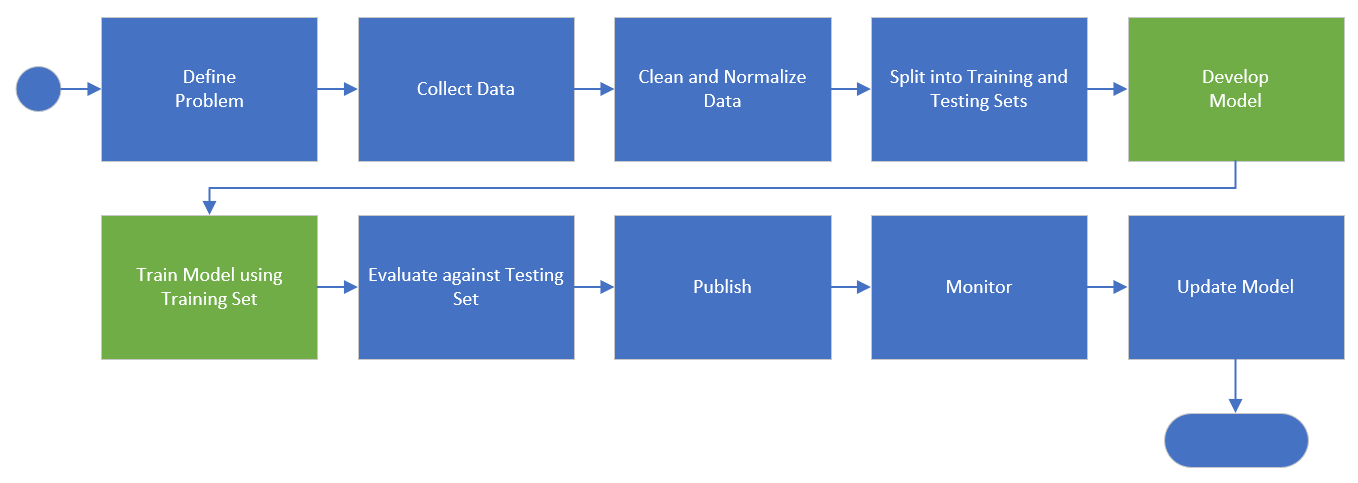 Define
Problem
Collect Data
Clean and Normalize
Data
Split into Training and
Testing Sets
Develop
Model
Train Model using
Training Set
Evaluate against Testing
Set
Publish
Monitor
Update Model